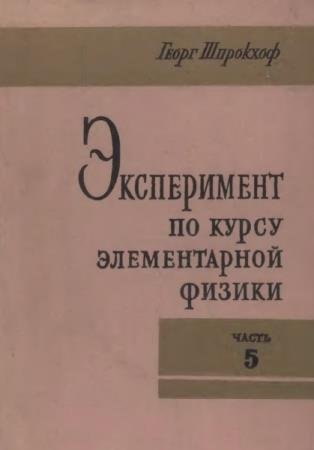 Георг Шпрокхоф
Эксперимент
по курсу
элементарной
физики
часть
5